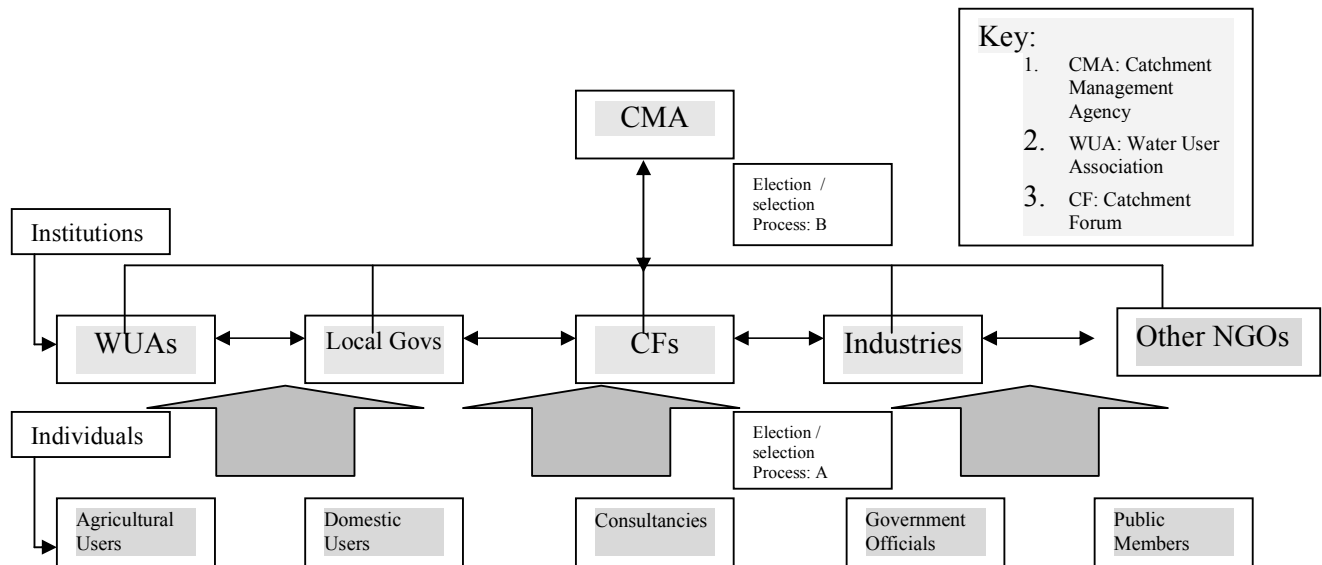 Key:
1. CMA: Catchment
Management
Agency
2. WUA: Water User
Association
3. CF: Catchment
Forum
CMA
Election /
selection
Process: B
Institutions
WUAs
Local Govs
CFs
Industries
Other NGOs
Individuals
Election /
selection
Process: A
Agricultural
Users
Domestic
Users
Consultancies
Government
Officials
Public
Members